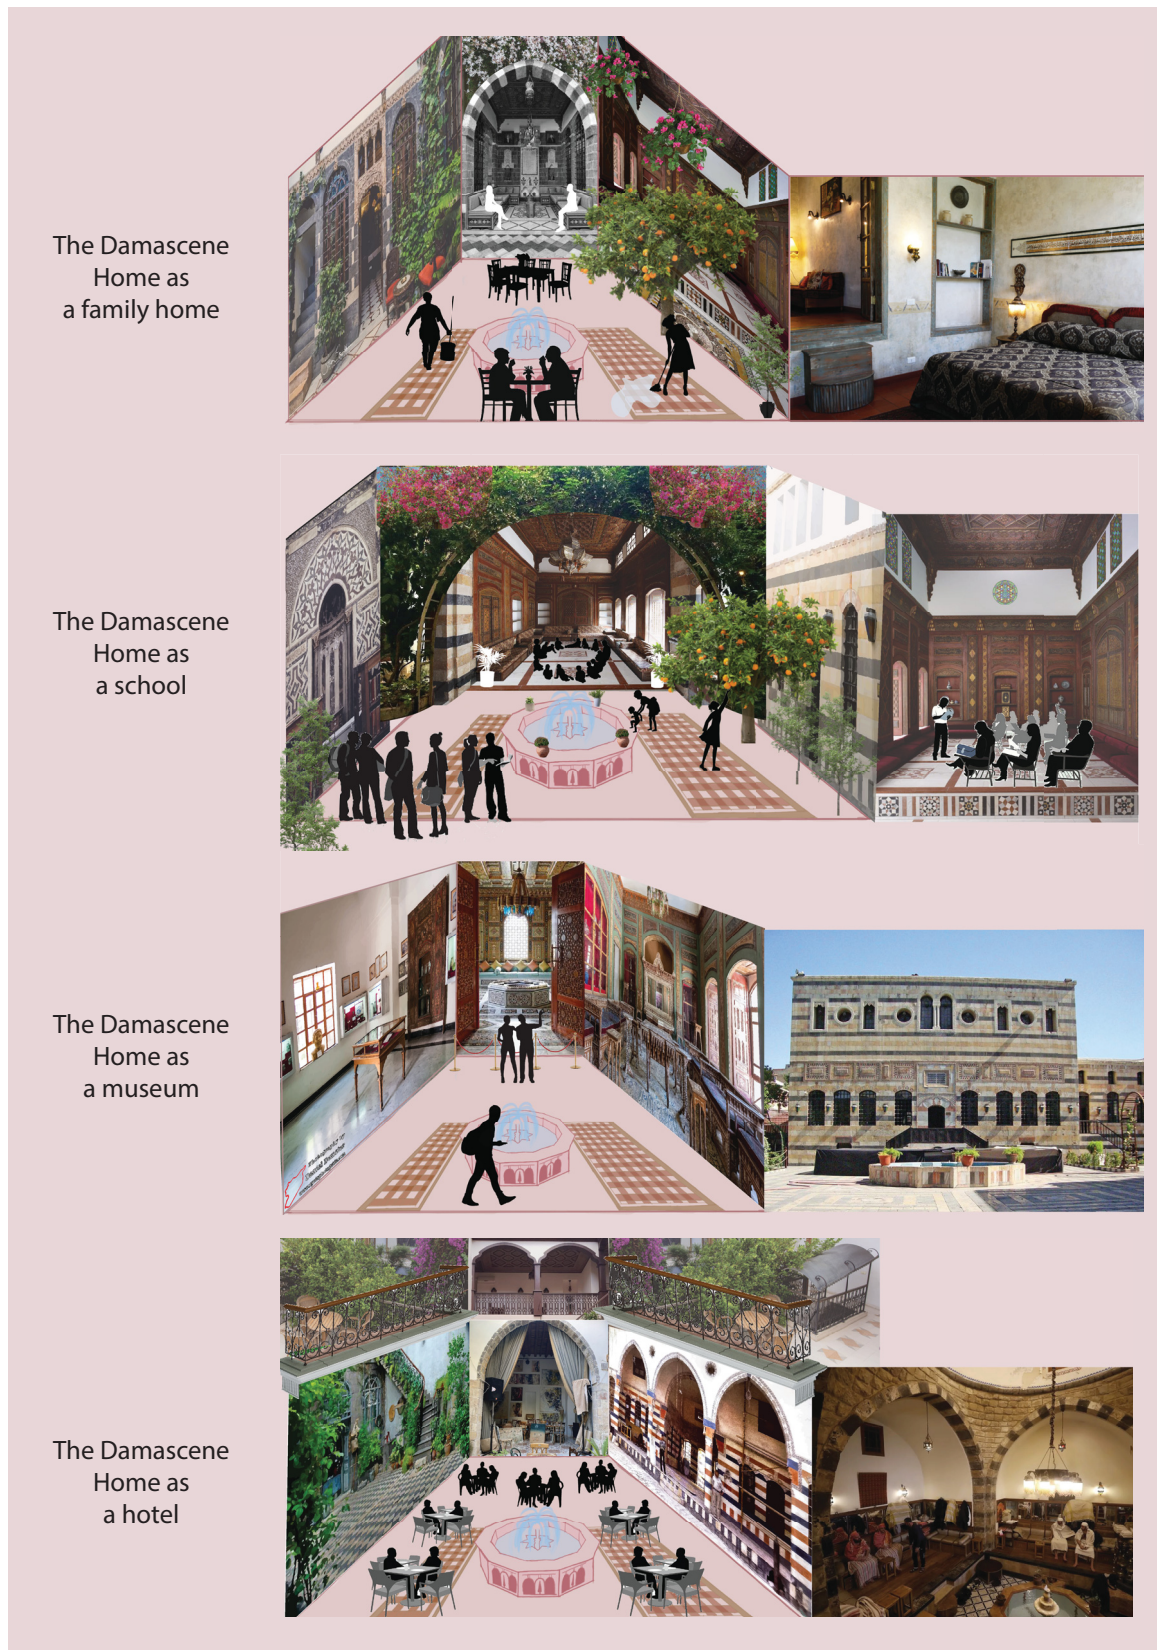 The Damascene
Home as
a family home
The Damascene
Home as
a school
The Damascene
Home as
a museum
The Damascene
Home as
a hotel